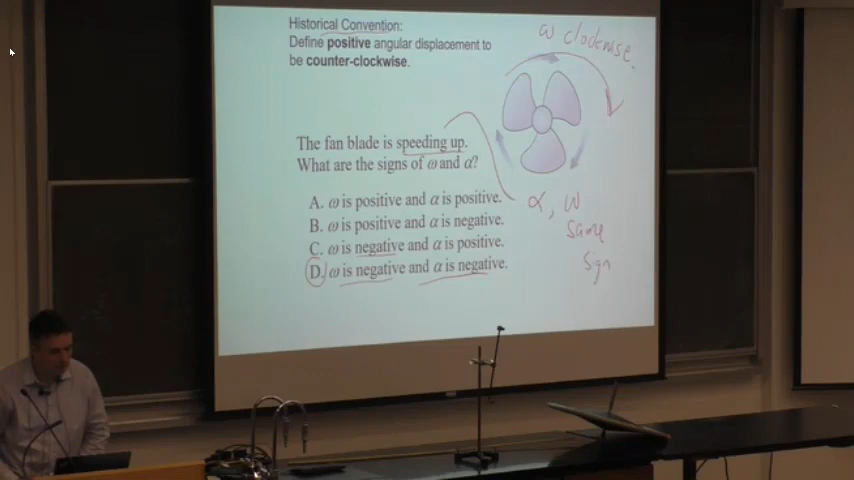 Historical Convention:
Define positive angular displacement to
be counter-clockwise.
ω clockwise.
The fan blade is speeding up.
What are the signs of ω and α?
A. ω is positive and α is positive.
B. ω is positive and α is negative.
C. ω is negative and α is positive.
D. ω is negative and α is negative.
α, ω
same
sign